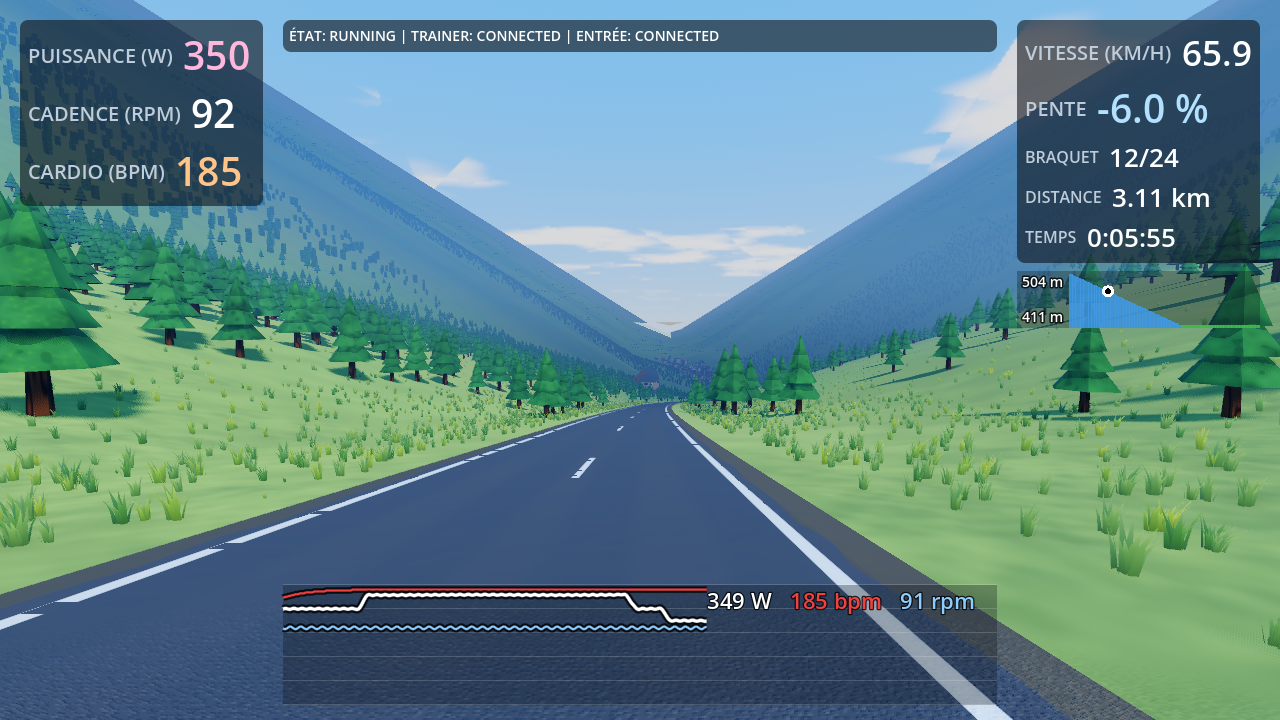 PUISSANCE (W) 350
CADENCE (RPM) 92
CARDIO (BPM) 185
ÉTAT: RUNNING | TRAINER: CONNECTED | ENTRÉE: CONNECTED
VITESSE (KM/H) 65.9
PENTE -6.0 %
BRAQUET 12/24
DISTANCE 3.11 km
TEMPS 0:05:55
504 m
411 m
349 W 185 bpm 91 rpm